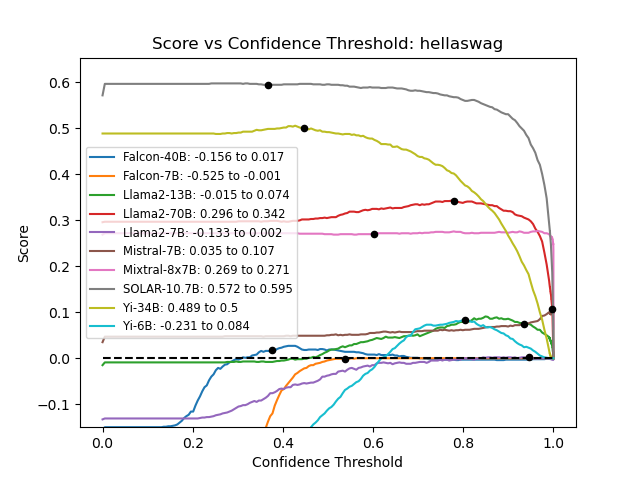 Score vs Confidence Threshold: hellaswag
Score
0.6
0.5
0.4
0.3
0.2
0.1
0.0
−0.1
Falcon-40B: -0.156 to 0.017
Falcon-7B: -0.525 to -0.001
Llama2-13B: -0.015 to 0.074
Llama2-70B: 0.296 to 0.342
Llama2-7B: -0.133 to 0.002
Mistral-7B: 0.035 to 0.107
Mixtral-8x7B: 0.269 to 0.271
SOLAR-10.7B: 0.572 to 0.595
Yi-34B: 0.489 to 0.5
Yi-6B: -0.231 to 0.084
0.0 0.2 0.4 0.6 0.8 1.0
Confidence Threshold